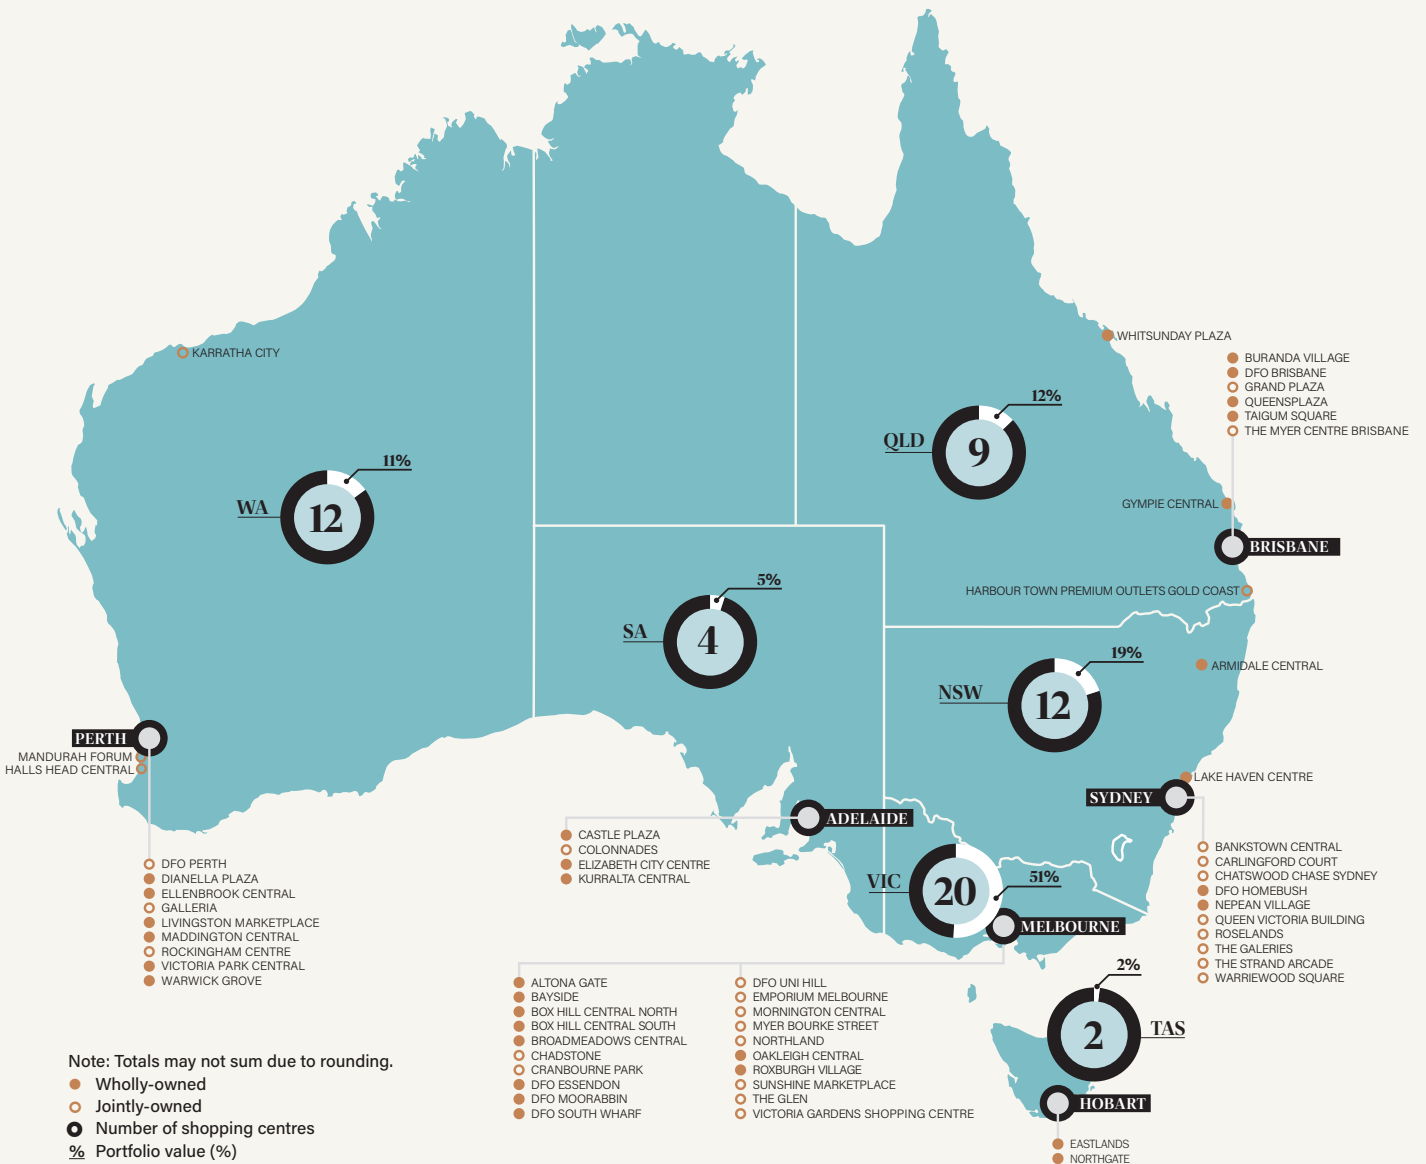 KARRATHA CITY
WHITSUNDAY PLAZA
BURANDA VILLAGE
DFO BRISBANE
GRAND PLAZA
QUEENSPLAZA
TAIGUM SQUARE
THE MYER CENTRE BRISBANE
12%
QLD
9
11%
WA
12
GYMPIE CENTRAL
BRISBANE
HARBOUR TOWN PREMIUM OUTLETS GOLD COAST
5%
SA
4
19%
NSW
12
ARMIDALE CENTRAL
PERTH
MANDURAH FORUM
HALLS HEAD CENTRAL
LAKE HAVEN CENTRE
SYDNEY
ADELAIDE
CASTLE PLAZA
COLONNADES
ELIZABETH CITY CENTRE
KURRALTA CENTRAL
BANKSTOWN CENTRAL
CARLINGFORD COURT
CHATSWOOD CHASE SYDNEY
DFO HOMEBUSH
NEPEAN VILLAGE
QUEEN VICTORIA BUILDING
ROSELANDS
THE GALERIES
THE STRAND ARCADE
WARRIEWOOD SQUARE
DFO PERTH
DIANELLA PLAZA
ELLENBROOK CENTRAL
GALLERIA
LIVINGSTON MARKETPLACE
MADDINGTON CENTRAL
ROCKINGHAM CENTRE
VICTORIA PARK CENTRAL
WARWICK GROVE
VIC
20
51%
MELBOURNE
ALTONA GATE
BAYSIDE
BOX HILL CENTRAL NORTH
BOX HILL CENTRAL SOUTH
BROADMEADOWS CENTRAL
CHADSTONE
CRANBOURNE PARK
DFO ESSENDON
DFO MOORABBIN
DFO SOUTH WHARF
DFO UNI HILL
EMPORIUM MELBOURNE
MORNINGTON CENTRAL
MYER BOURKE STREET
NORTHLAND
OAKLEIGH CENTRAL
ROXBURGH VILLAGE
SUNSHINE MARKETPLACE
THE GLEN
VICTORIA GARDENS SHOPPING CENTRE
2%
2
TAS
HOBART
EASTLANDS
NORTHGATE
Note: Totals may not sum due to rounding.
Wholly-owned
Jointly-owned
Number of shopping centres
% Portfolio value (%)